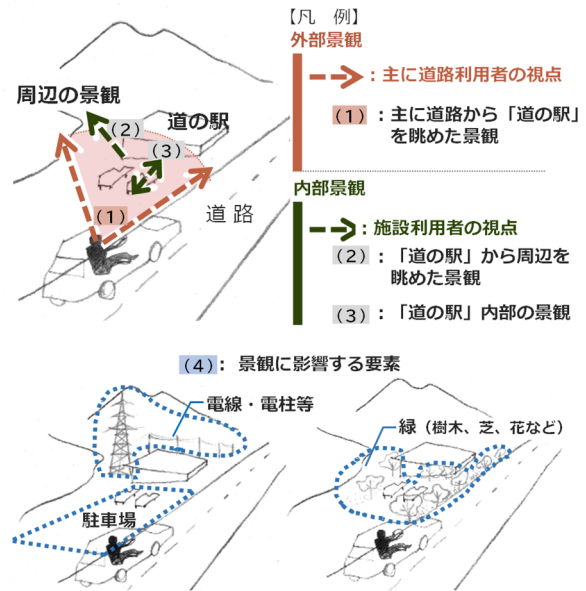 【凡 例】
外部景観
：主に道路利用者の視点
(1)：主に道路から「道の駅」
を眺めた景観
内部景観
：施設利用者の視点
(2)：「道の駅」から周辺を
眺めた景観
(3)：「道の駅」内部の景観
周辺の景観
道の駅
(2)
(3)
(1)
道 路
(4)：景観に影響する要素
電線・電柱等
駐車場
緑（樹木、芝、花など）